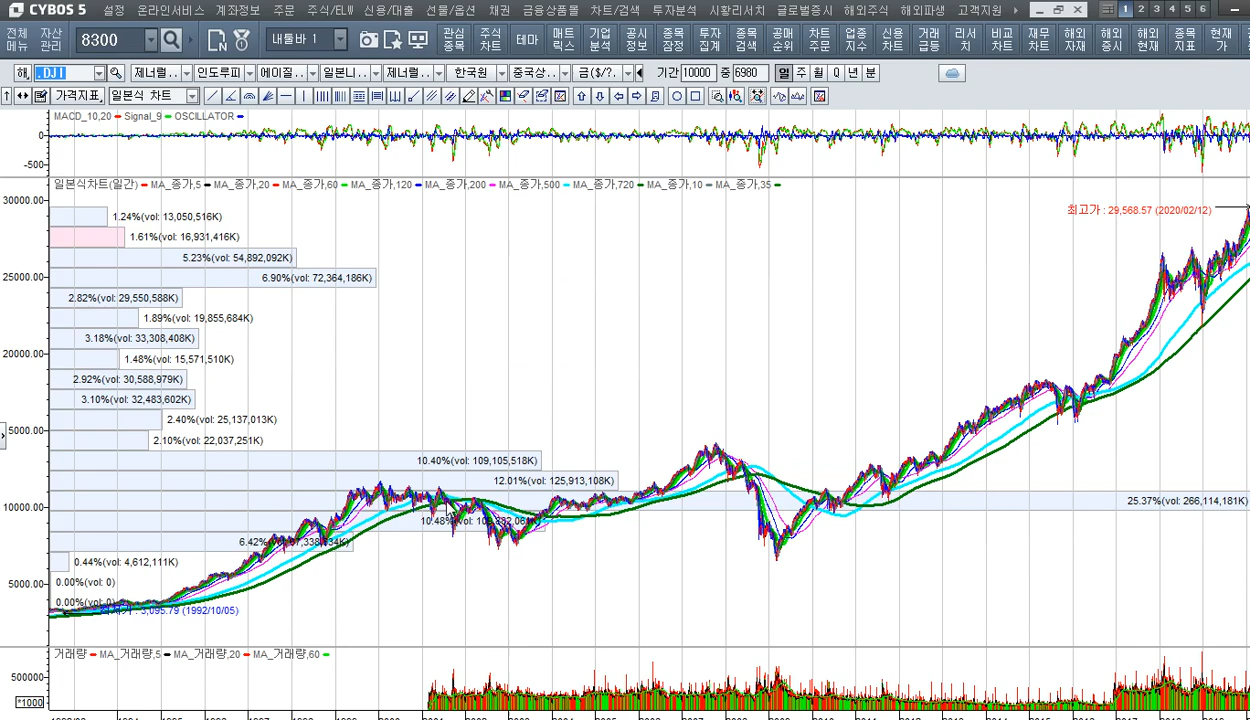 CYBOS 5 설정 온라인서비스 계좌정보 주문 주식/ELW 신용/대출 선물/옵션 채권 금융상품몰 차트/검색 투자분석 시황리서치 글로벌증시 해외주식 해외파생 고객지원 1 2 3 4 5 6
전체 메뉴 자산 관리 8300 내툴바 1 관심 종목 주식 차트 테마 매트 릭스 기업 분석 공시 정보 종목 잠정 투자 집계 종목 검색 공매 순위 차트 주문 업종 지수 신용 차트 거래 급등 리서 치 비교 차트 재무 차트 해외 자재 해외 증시 해외 현재 종목 지표 현재 가
해 .DJI 제너럴.. 인도루피 에이질.. 일본니.. 제너럴.. 한국원 중국상.. 금($/?. 기간 10000 중 6980 일 주 월 Q 년 분
가격지표, 일본식 차트
MACD_10,20 Signal_9 OSCILLATOR
0
-500
일본식차트(일간) MA_종가,5 MA_종가,20 MA_종가,60 MA_종가,120 MA_종가,200 MA_종가,500 MA_종가,720 MA_종가,10 MA_종가,35
30000.00
최고가 : 29,568.57 (2020/02/12)
1.24%(vol: 13,050,516K)
1.61%(vol: 16,931,416K)
5.23%(vol: 54,892,092K)
25000.00
6.90%(vol: 72,364,186K)
2.82%(vol: 29,550,588K)
1.89%(vol: 19,855,684K)
3.18%(vol: 33,308,408K)
20000.00
1.48%(vol: 15,571,510K)
2.92%(vol: 30,588,979K)
3.10%(vol: 32,483,602K)
2.40%(vol: 25,137,013K)
5000.00
2.10%(vol: 22,037,251K)
10.40%(vol: 109,105,518K)
12.01%(vol: 125,913,108K)
25.37%(vol: 266,114,181K)
10000.00
6.42%(vol:
0.44%(vol: 4,612,111K)
5000.00
0.00%(vol: 0)
0.00%(vol: 0)
3,095.79 (1992/10/05)
거래량 MA_거래량,5 MA_거래량,20 MA_거래량,60
500000
*1000